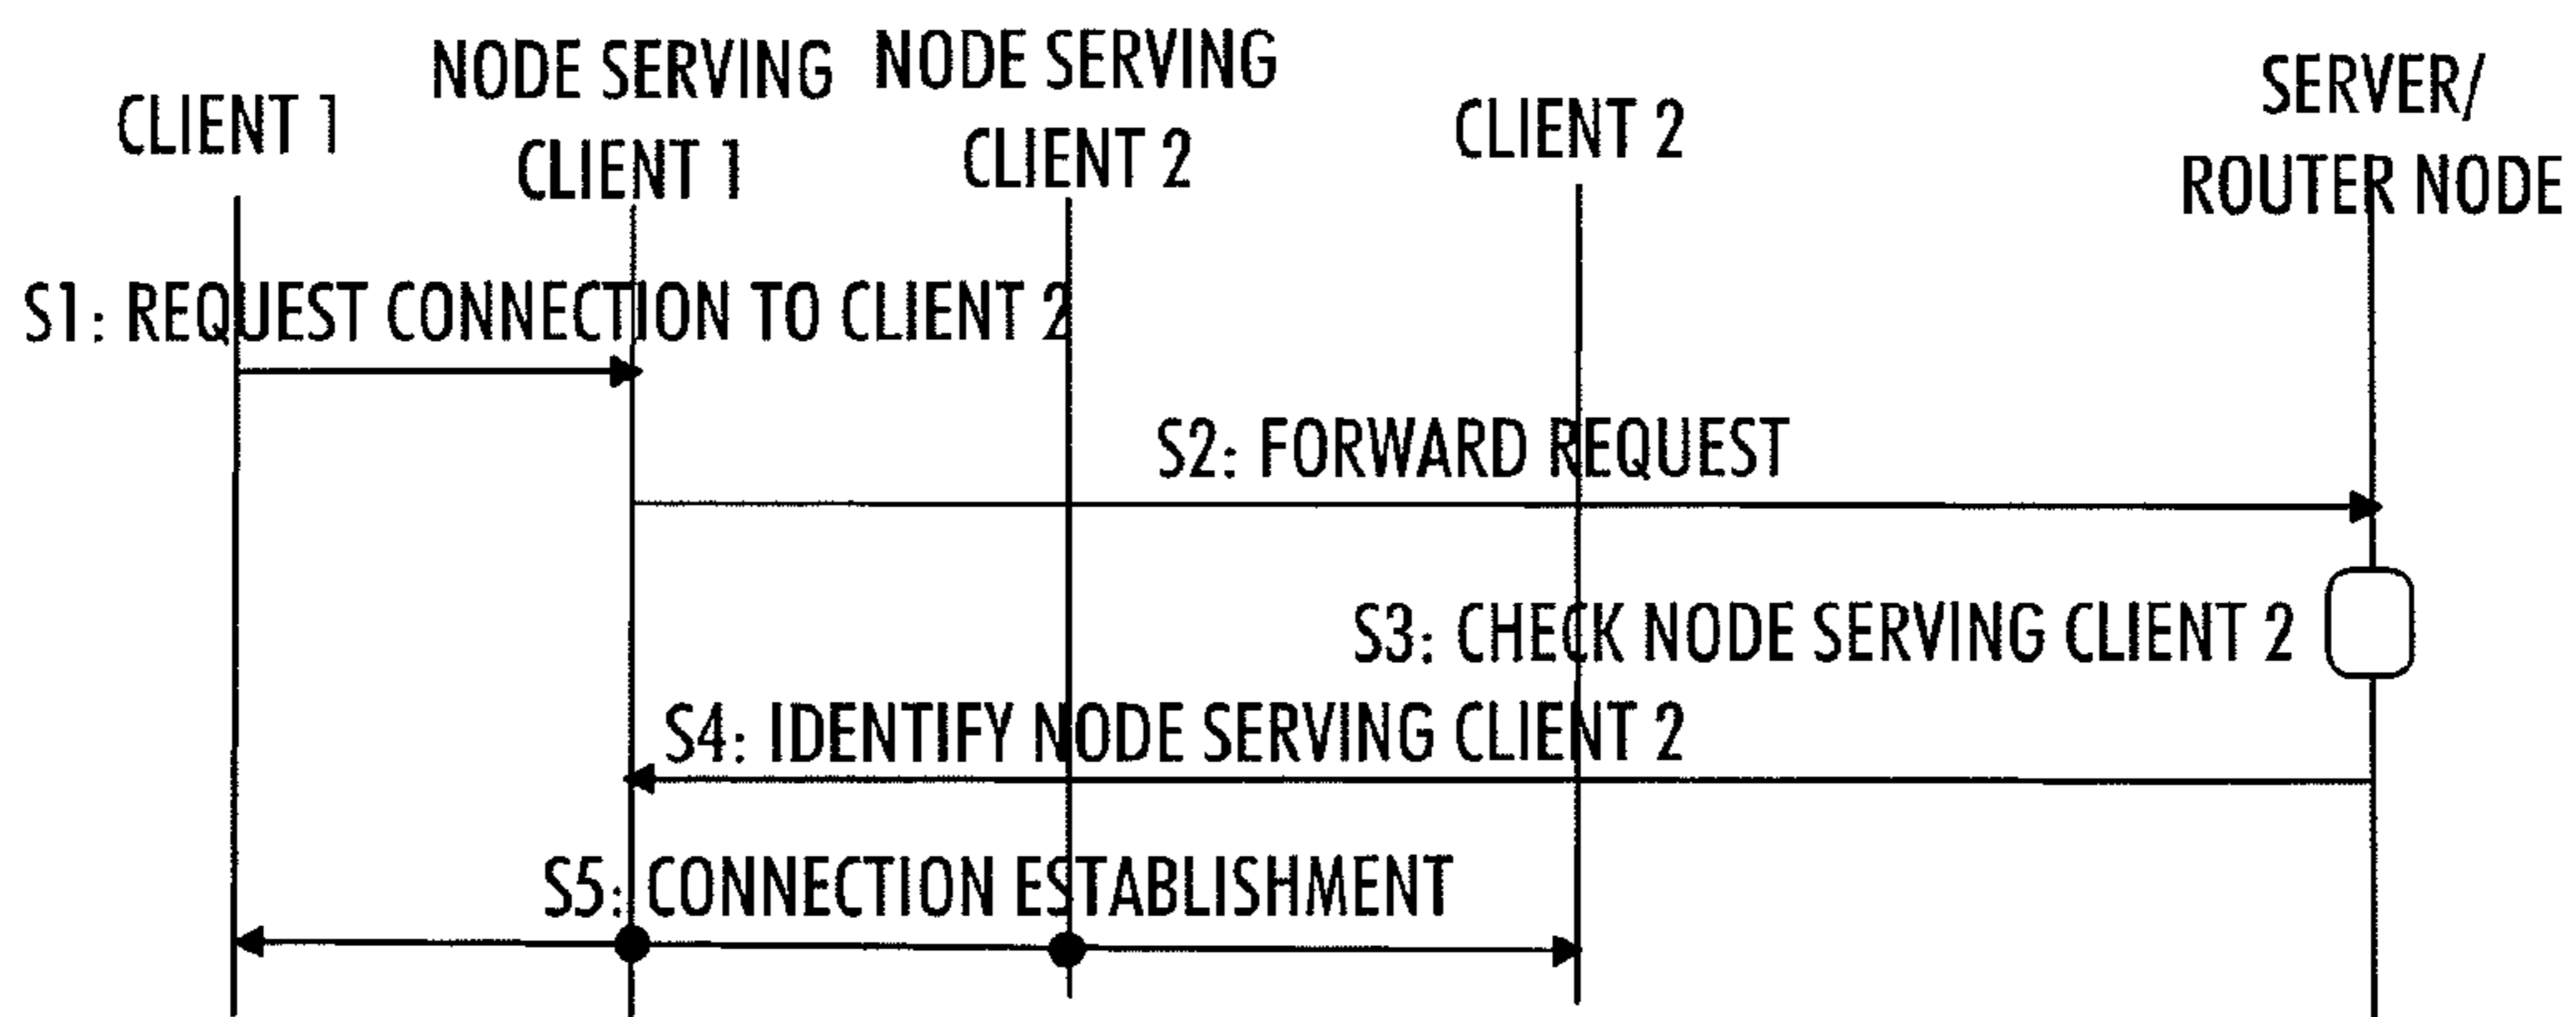 CLIENT 1
NODE SERVING
CLIENT 1
NODE SERVING
CLIENT 2
CLIENT 2
SERVER/
ROUTER NODE
S1: REQUEST CONNECTION TO CLIENT 2
S2: FORWARD REQUEST
S3: CHECK NODE SERVING CLIENT 2
S4: IDENTIFY NODE SERVING CLIENT 2
S5: CONNECTION ESTABLISHMENT